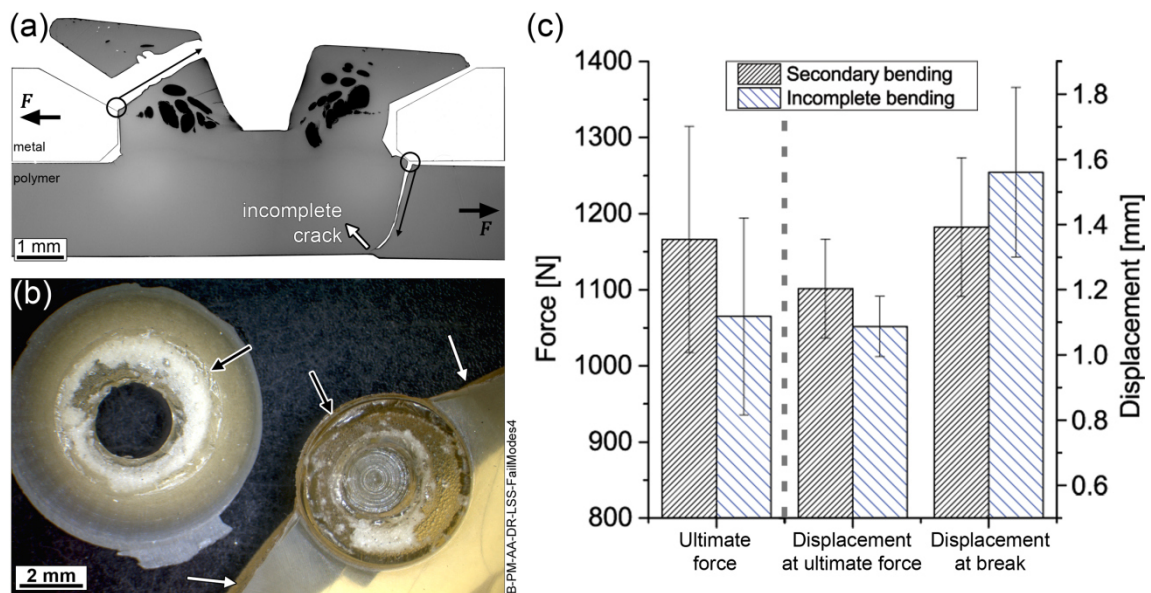 (a)
F
metal
polymer
incomplete
crack
F
1 mm
(b)
2 mm
B-PM-AA-DR-LSS-FailModes4
(c)
Secondary bending
Incomplete bending
Force [N]
1400
1300
1200
1100
1000
900
800
Displacement [mm]
1.8
1.6
1.4
1.2
1.0
0.8
0.6
Ultimate
force
Displacement
at ultimate force
Displacement
at break